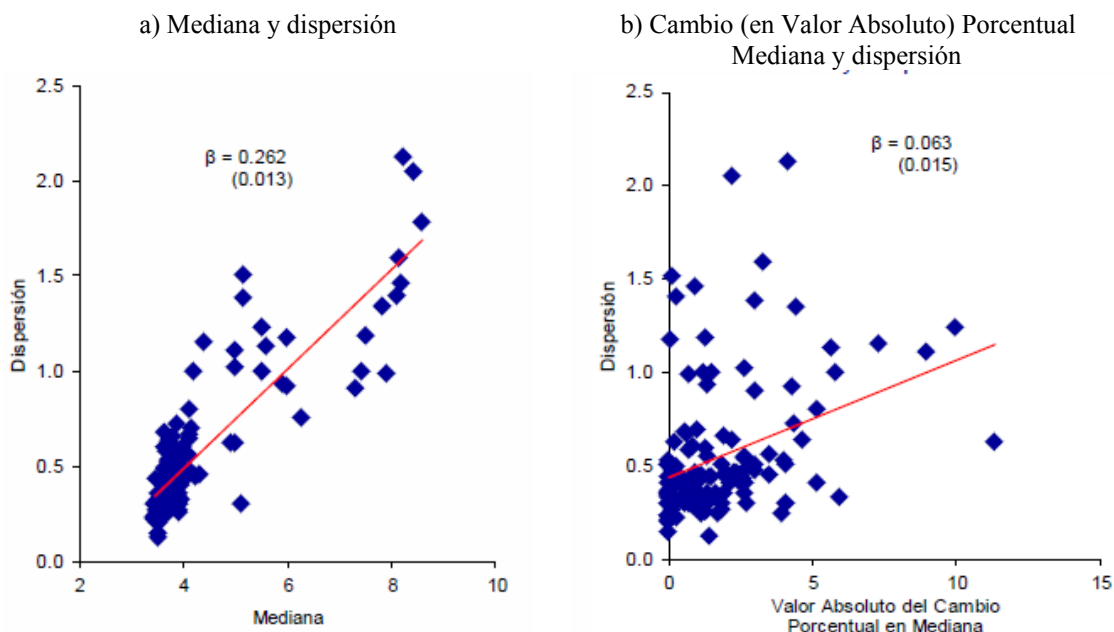 a) Mediana y dispersión
b) Cambio (en Valor Absoluto) Porcentual
Mediana y dispersión
2.5
2.0
1.5
1.0
0.5
0.0
Dispersión
β = 0.262
(0.013)
2
4
6
8
10
Mediana
2.5
2.0
1.5
1.0
0.5
0.0
Dispersión
β = 0.063
(0.015)
0
5
10
15
Valor Absoluto del Cambio
Porcentual en Mediana